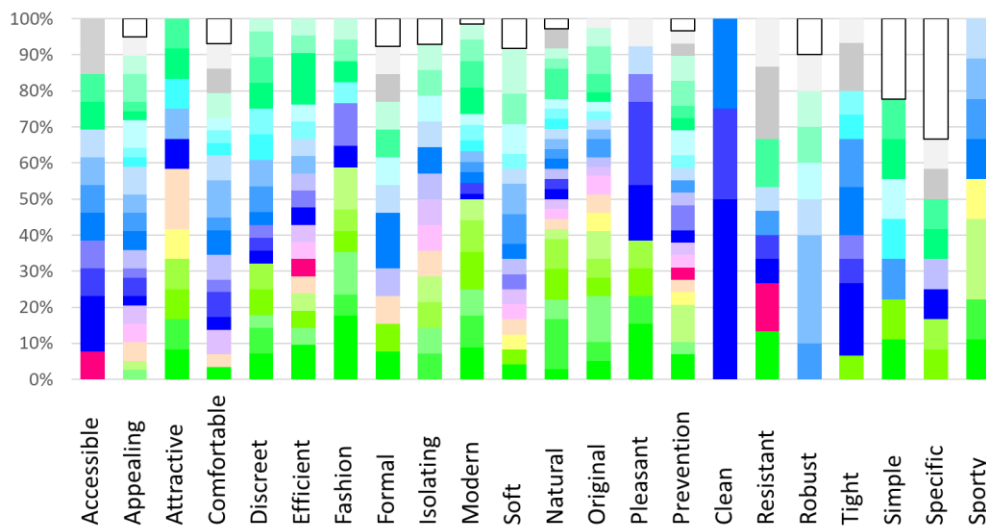 100%
90%
80%
70%
60%
50%
40%
30%
20%
10%
0%
Accessible
Appealing
Attractive
Comfortable
Discreet
Efficient
Fashion
Formal
Isolating
Modern
Soft
Natural
Original
Pleasant
Prevention
Clean
Resistant
Robust
Tight
Simple
Specific
Sporty